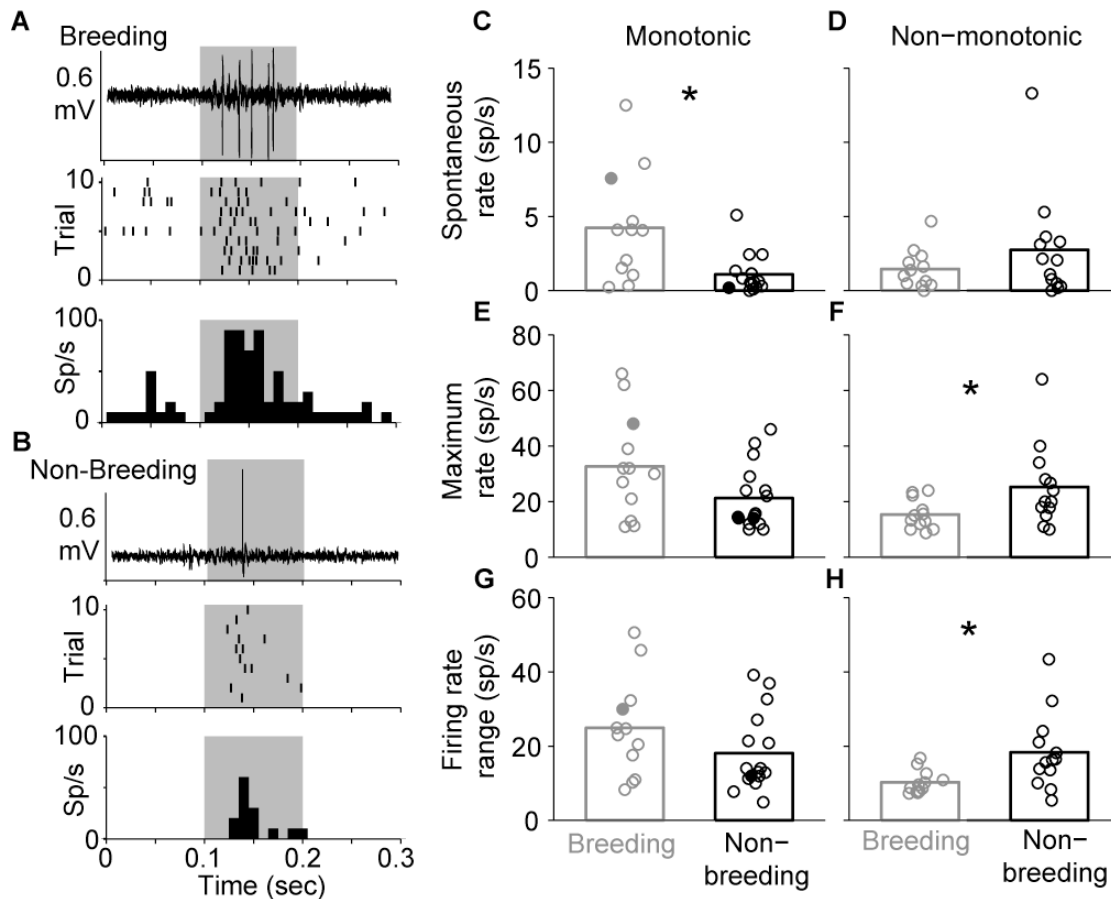 A
Breeding
0.6
mV
10
Trial
0
100
Sp/s
0
B
Non-Breeding
0.6
mV
10
Trial
0
100
Sp/s
0
0 0.1 0.2 0.3
Time (sec)
C
Monotonic
D
Non−monotonic
Spontaneous
rate (sp/s)
15
10
5
0
*
E
F
Maximum
rate (sp/s)
80
60
40
20
0
*
G
H
Firing rate
range (sp/s)
60
40
20
0
*
Breeding
Non−
breeding
Breeding
Non−
breeding